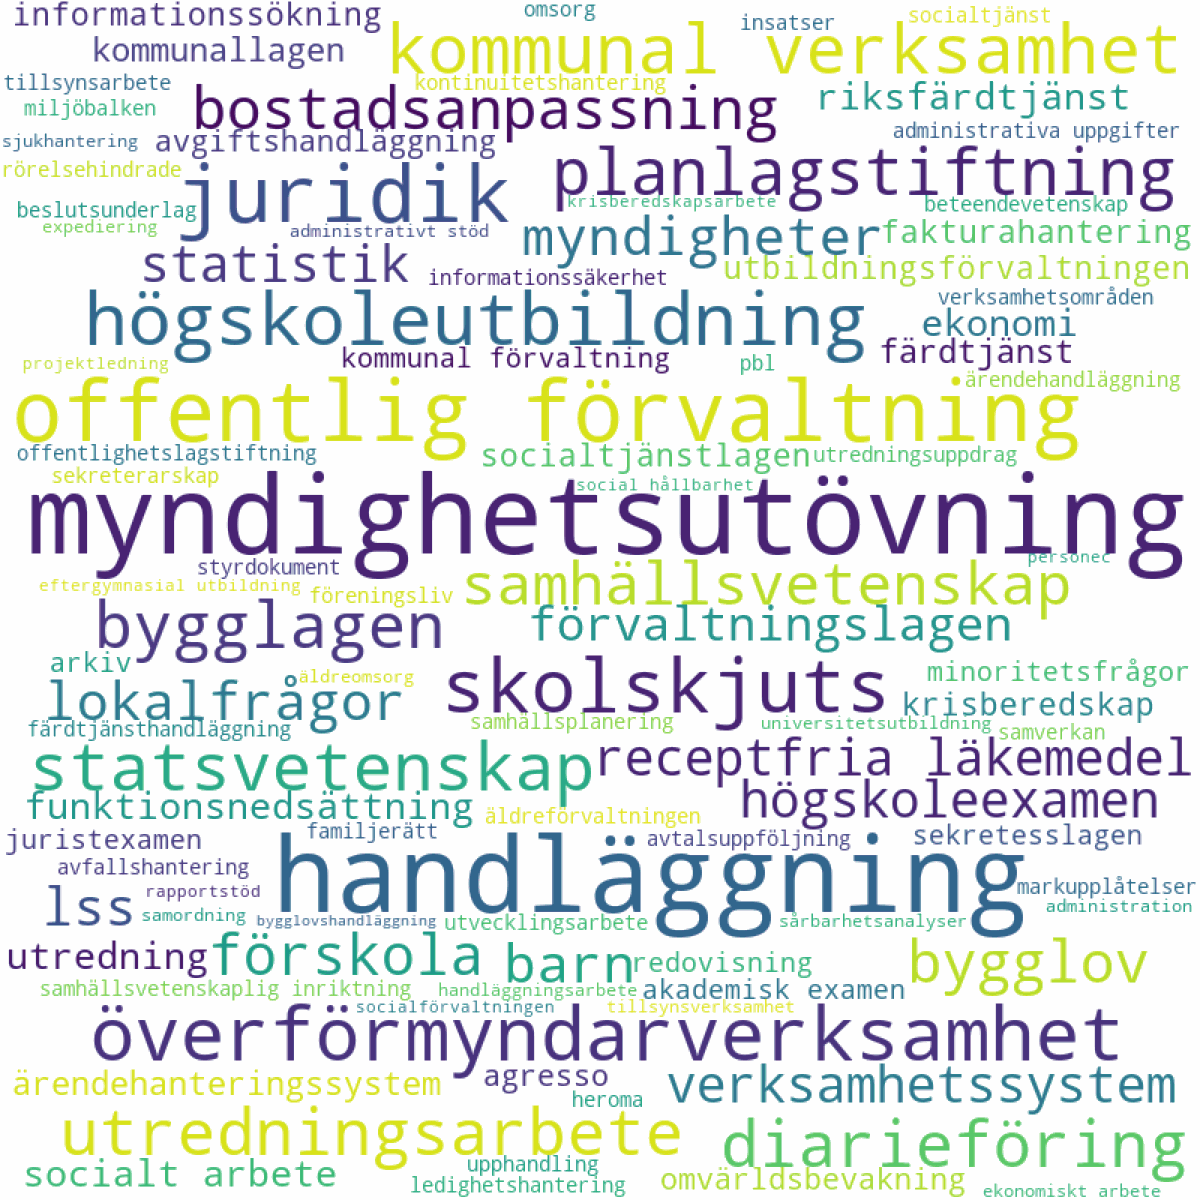 informationssökning
omsorg
insatser
socialtjänst
kommunallagen
kommunal verksamhet
tillsynsarbete
kontinuitetshantering
miljöbalken
bostadsanpassning
riksfärdtjänst
sjukhantering
avgiftshandläggning
administrativa uppgifter
rörelsehindrade
juridik
planlagstiftning
beslutsunderlag
krisberedskapsarbete
beteendevetenskap
expediering
administrativt stöd
myndigheter
fakturahantering
statistik
informationssäkerhet
utbildningsförvaltningen
högskoleutbildning
verksamhetsområden
ekonomi
projektledning
kommunal förvaltning
pbl
färdtjänst
ärendehandläggning
offentlig förvaltning
offentlighetslagstiftning
socialtjänstlagen
utredningsuppdrag
sekreterarskap
social hållbarhet
myndighetsutövning
styrdokument
personec
eftergymnasial utbildning
föreningsliv
samhällsvetenskap
bygglagen
förvaltningslagen
arkiv
äldreomsorg
skolskjuts
minoritetsfrågor
lokalfrågor
krisberedskap
färdtjänsthandläggning
samhällsplanering
universitetsutbildning
samverkan
statsvetenskap
receptfria läkemedel
funktionsnedsättning
äldreförvaltningen
högskoleexamen
juristexamen
familjerätt
avtalsuppföljning
sekretesslagen
avfallshantering
handläggning
lss
rapportstöd
markupplåtelser
samordning
bygglovshandläggning
utvecklingsarbete
sårbarhetsanalyser
administration
utredning
förskola
barn
redovisning
bygglov
samhällsvetenskaplig inriktning
handläggningsarbete
akademisk examen
socialförvaltningen
tillsynsverksamhet
överförmyndarverksamhet
ärendehanteringssystem
agresso
verksamhetssystem
heroma
utredningsarbete
diarieföring
socialt arbete
upphandling
ledighetshantering
omvärldsbevakning
ekonomiskt arbete